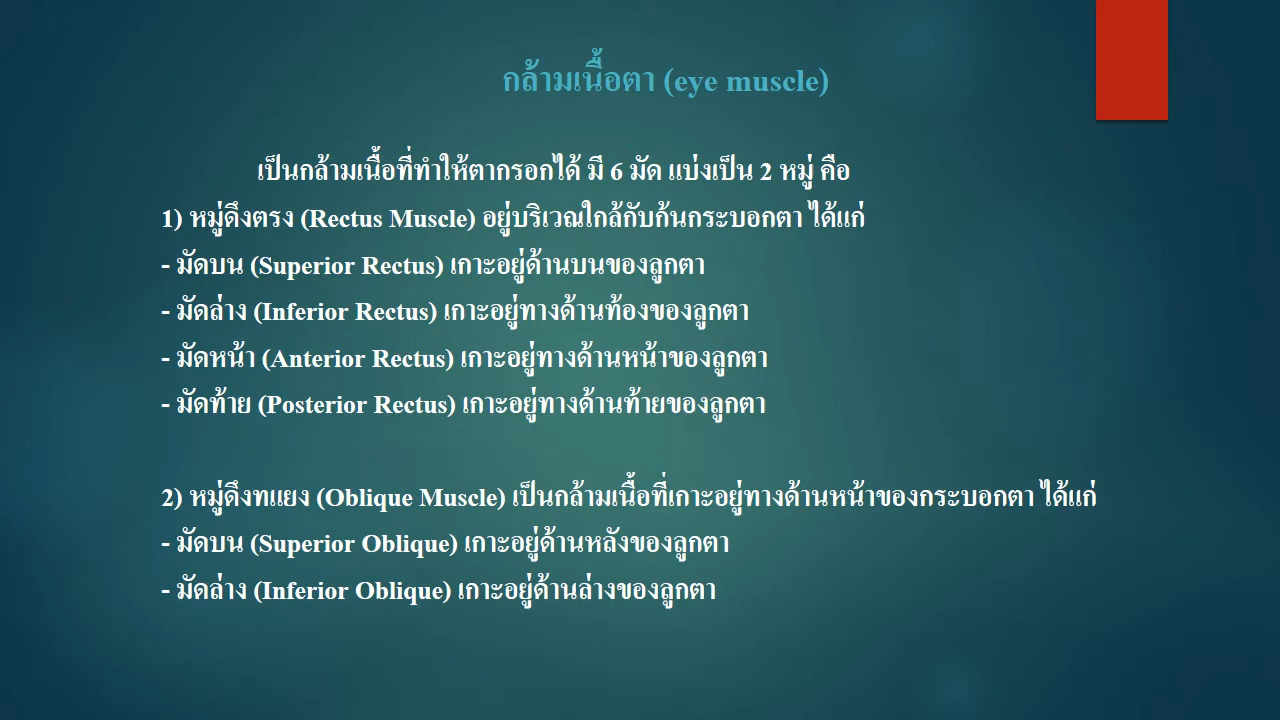 กล้ามเนื้อตา (eye muscle)
เป็นกล้ามเนื้อที่ทำให้ตากรอกได้ มี 6 มัด แบ่งเป็น 2 หมู่ คือ
1) หมู่ดึงตรง (Rectus Muscle) อยู่บริเวณใกล้กับก้นกระบอกตา ได้แก่
- มัดบน (Superior Rectus) เกาะอยู่ด้านบนของลูกตา
- มัดล่าง (Inferior Rectus) เกาะอยู่ทางด้านท้องของลูกตา
- มัดหน้า (Anterior Rectus) เกาะอยู่ทางด้านหน้าของลูกตา
- มัดท้าย (Posterior Rectus) เกาะอยู่ทางด้านท้ายของลูกตา
2) หมู่ดึงทแยง (Oblique Muscle) เป็นกล้ามเนื้อที่เกาะอยู่ทางด้านหน้าของกระบอกตา ได้แก่
- มัดบน (Superior Oblique) เกาะอยู่ด้านหลังของลูกตา
- มัดล่าง (Inferior Oblique) เกาะอยู่ด้านล่างของลูกตา